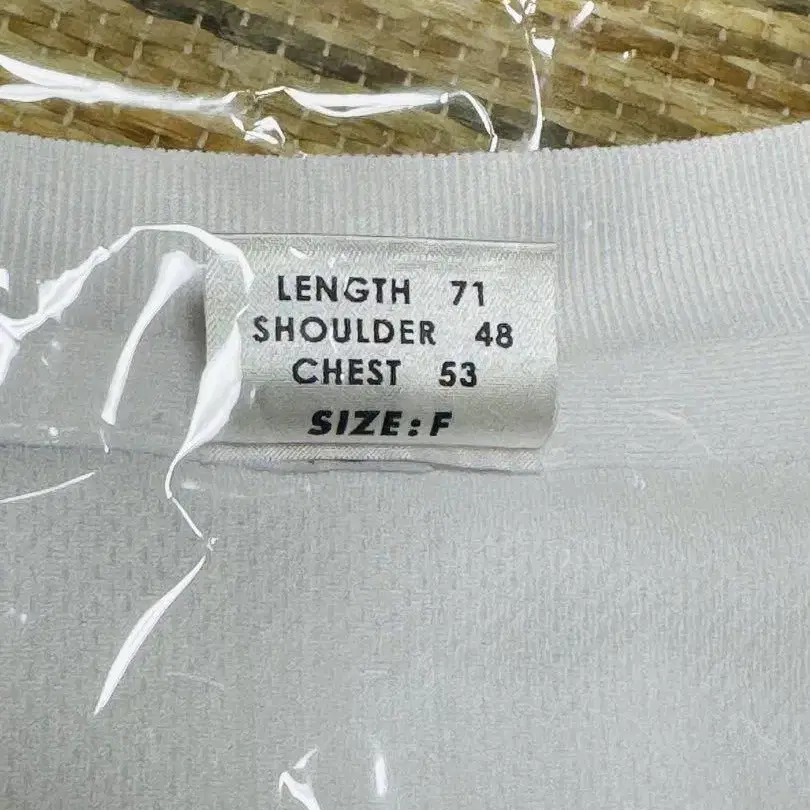 LENGTH 71
SHOULDER 48
CHEST 53
SIZE:F